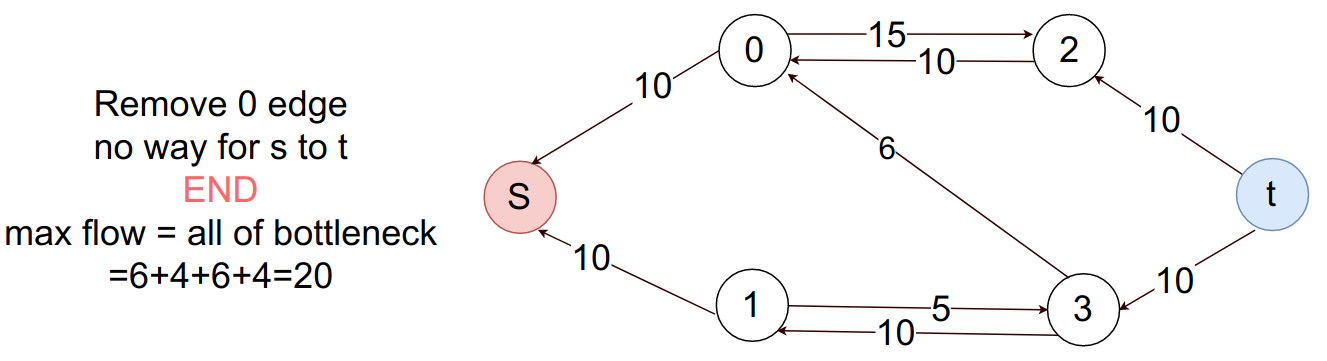 Remove 0 edge
no way for s to t
END
max flow = all of bottleneck
=6+4+6+4=20
0
15
2
10
10
10
6
S
t
10
10
1
5
3
10